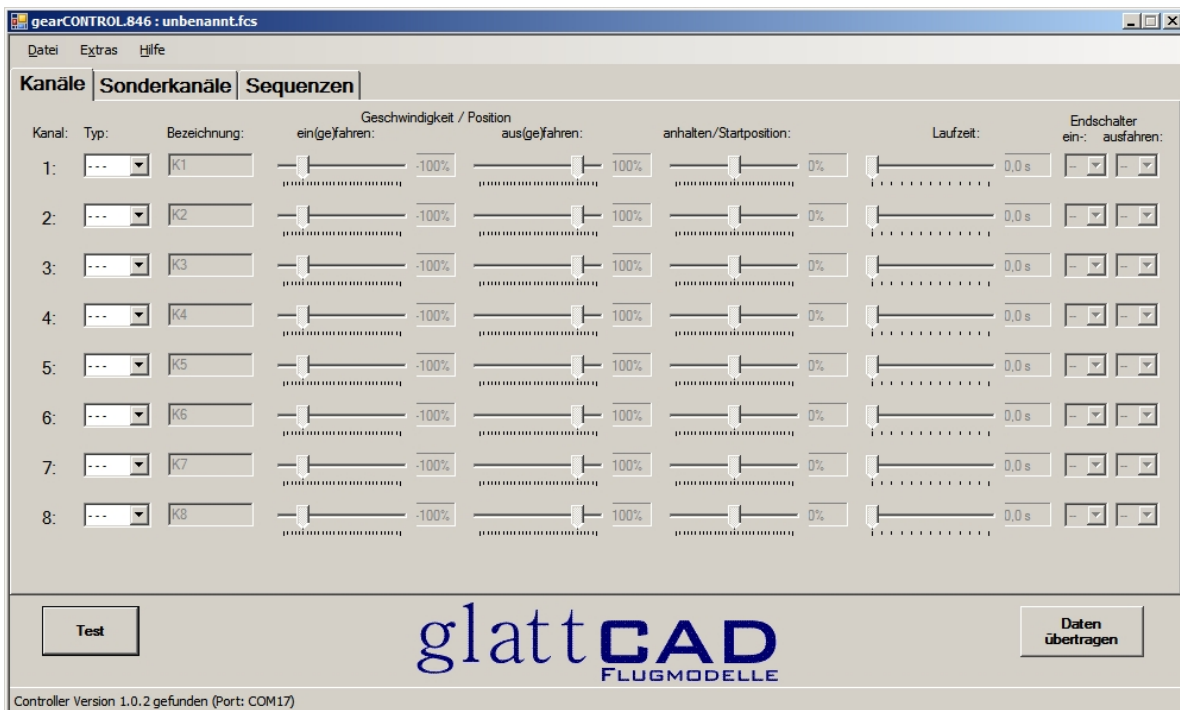 gearCONTROL.846 : unbenannt.fcs
Datei Extras Hilfe
Kanäle Sonderkanäle Sequenzen
Geschwindigkeit / Position Endschalter
Kanal: Typ: Bezeichnung: ein(ge)fahren: aus(ge)fahren: anhalten/Startposition: Laufzeit: ein-: ausfahren:
1: --- K1 -100% 100% 0% 0,0 s -- --
2: --- K2 -100% 100% 0% 0,0 s -- --
3: --- K3 -100% 100% 0% 0,0 s -- --
4: --- K4 -100% 100% 0% 0,0 s -- --
5: --- K5 -100% 100% 0% 0,0 s -- --
6: --- K6 -100% 100% 0% 0,0 s -- --
7: --- K7 -100% 100% 0% 0,0 s -- --
8: --- K8 -100% 100% 0% 0,0 s -- --
Test
glattCAD
FLUGMODELLE
Daten
übertragen
Controller Version 1.0.2 gefunden (Port: COM17)